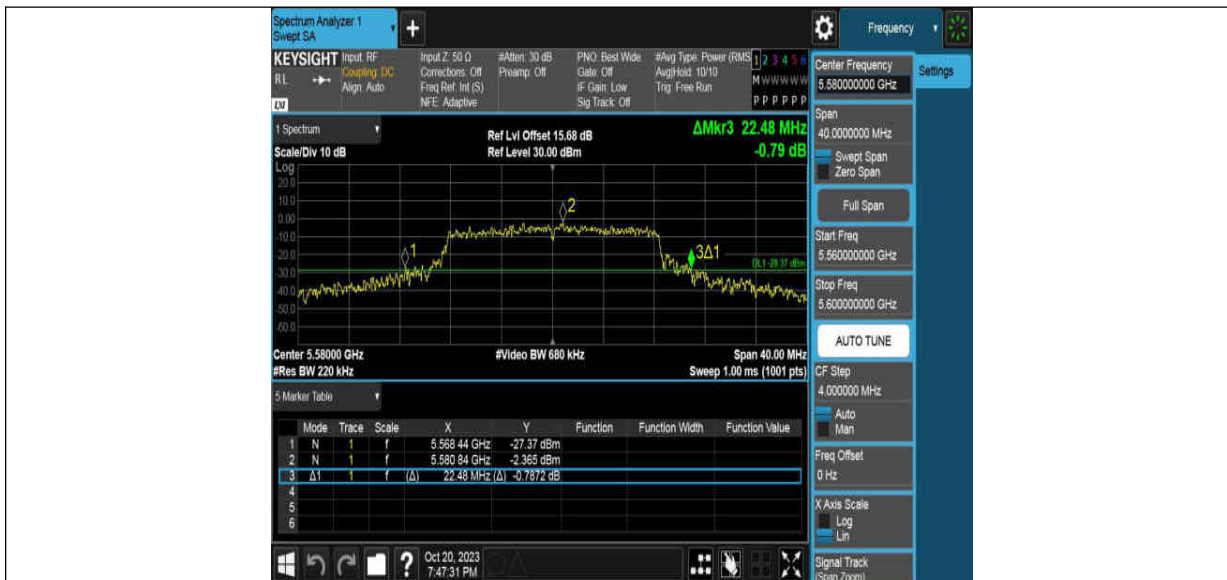 Spectrum Analyzer 1
Swept SA
+
Frequency
KEYSIGHT Input: RF Input Z: 50 Ω #Atten: 30 dB PNO: Best Wide #Avg Type: Power (RMS 1 2 3 4 5 6
RL Coupling: DC Corrections: Off Preamp: Off Gate: Off Avg|Hold: 10/10 M W W W W W
Align: Auto Freq Ref: Int (S) IF Gain: Low Trig: Free Run
LXI NFE: Adaptive Sig Track: Off P P P P P P
Center Frequency
5.580000000 GHz
Settings
Span
40.0000000 MHz
Swept Span
Zero Span
Full Span
Start Freq
5.560000000 GHz
Stop Freq
5.600000000 GHz
AUTO TUNE
CF Step
4.000000 MHz
Auto
Man
Freq Offset
0 Hz
X Axis Scale
Log
Lin
Signal Track
(Span Zoom)
1 Spectrum
Ref Lvl Offset 15.68 dB
ΔMkr3 22.48 MHz
Scale/Div 10 dB
Ref Level 30.00 dBm
-0.79 dB
Log
20.0
10.0
0.00
-10.0
-20.0
-30.0
-40.0
-50.0
-60.0
1
2
3Δ1
DL1 -28.37 dBm
Center 5.58000 GHz #Video BW 680 kHz Span 40.00 MHz
#Res BW 220 kHz Sweep 1.00 ms (1001 pts)
5 Marker Table
Mode Trace Scale X Y Function Function Width Function Value
1 N 1 f 5.568 44 GHz -27.37 dBm
2 N 1 f 5.580 84 GHz -2.365 dBm
3 Δ1 1 f (Δ) 22.48 MHz (Δ) -0.7872 dB
4
5
6
?
Oct 20, 2023
7:47:31 PM